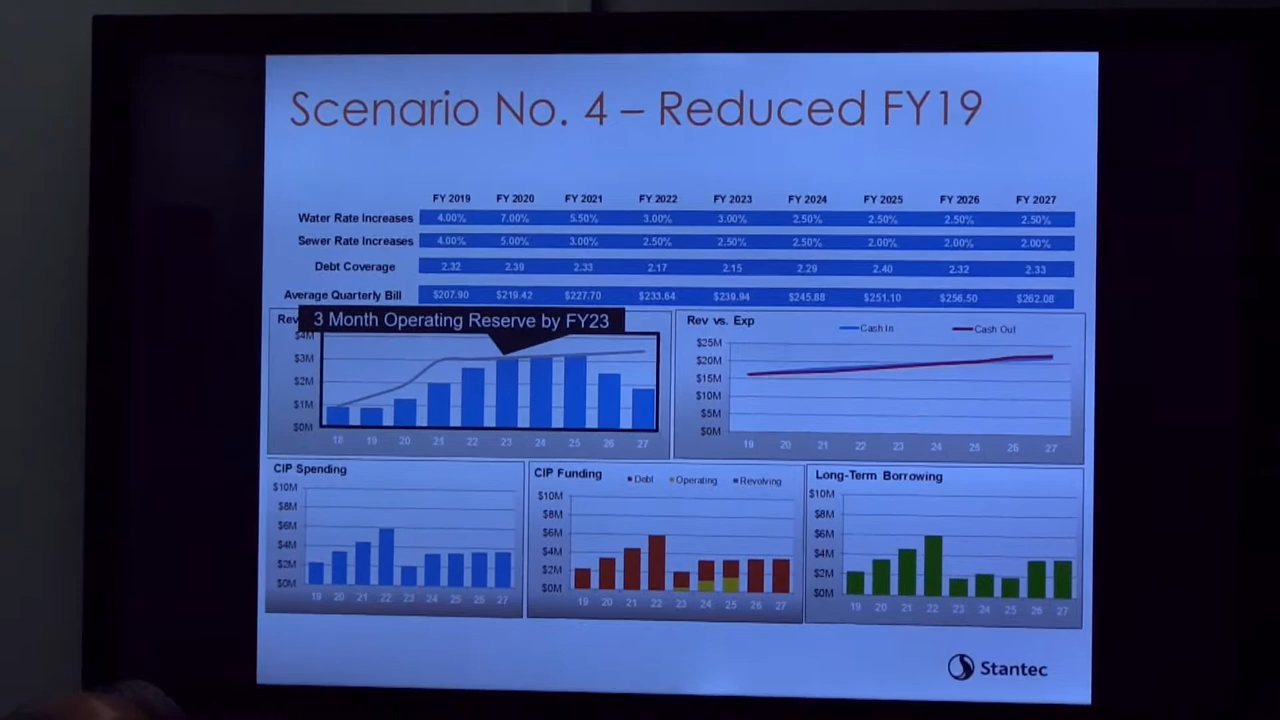 Scenario No. 4 – Reduced FY19
FY 2019 FY 2020 FY 2021 FY 2022 FY 2023 FY 2024 FY 2025 FY 2026 FY 2027
Water Rate Increases 4.00% 7.00% 5.50% 3.00% 3.00% 2.50% 2.50% 2.50% 2.50%
Sewer Rate Increases 4.00% 5.00% 3.00% 2.50% 2.50% 2.50% 2.00% 2.00% 2.00%
Debt Coverage 2.32 2.39 2.33 2.17 2.15 2.29 2.40 2.32 2.33
Average Quarterly Bill $207.90 $219.42 $227.70 $233.64 $239.94 $245.88 $251.10 $256.50 $262.08
3 Month Operating Reserve by FY23
$4M
$3M
$2M
$1M
$0M
18 19 20 21 22 23 24 25 26 27
Rev vs. Exp
Cash In Cash Out
$25M
$20M
$15M
$10M
$5M
$0M
19 20 21 22 23 24 25 26 27
CIP Spending
$10M
$8M
$6M
$4M
$2M
$0M
19 20 21 22 23 24 25 26 27
CIP Funding
Debt Operating Revolving
$10M
$8M
$6M
$4M
$2M
$0M
19 20 21 22 23 24 25 26 27
Long-Term Borrowing
$10M
$8M
$6M
$4M
$2M
$0M
19 20 21 22 23 24 25 26 27
Stantec